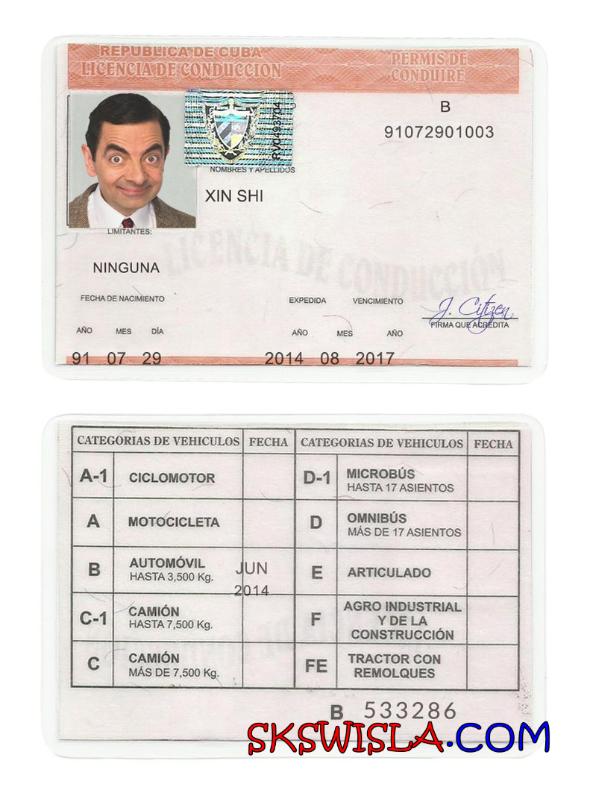 REPUBLICA DE CUBA
LICENCIA DE CONDUCCION
PERMIS DE
CONDUIRE
B
91072901003
RV0493704
NOMBRES Y APELLIDOS
XIN SHI
LIMITANTES:
LICENCIA DE CONDUCCIÓN
NINGUNA
FECHA DE NACIMIENTO
EXPEDIDA VENCIMIENTO
J. Citizen
FIRMA QUE ACREDITA
AÑO MES DÍA AÑO MES AÑO
91 07 29 2014 08 2017
CATEGORIAS DE VEHICULOS FECHA CATEGORIAS DE VEHICULOS FECHA
A-1 CICLOMOTOR
D-1 MICROBÚS
HASTA 17 ASIENTOS
A MOTOCICLETA
D OMNIBÚS
MÁS DE 17 ASIENTOS
B AUTOMÓVIL
HASTA 3,500 Kg.
JUN
2014
E ARTICULADO
C-1 CAMIÓN
HASTA 7,500 Kg.
F AGRO INDUSTRIAL
Y DE LA
CONSTRUCCIÓN
C CAMIÓN
MÁS DE 7,500 Kg.
FE TRACTOR CON
REMOLQUES
B 533286
SKSWISLA.COM